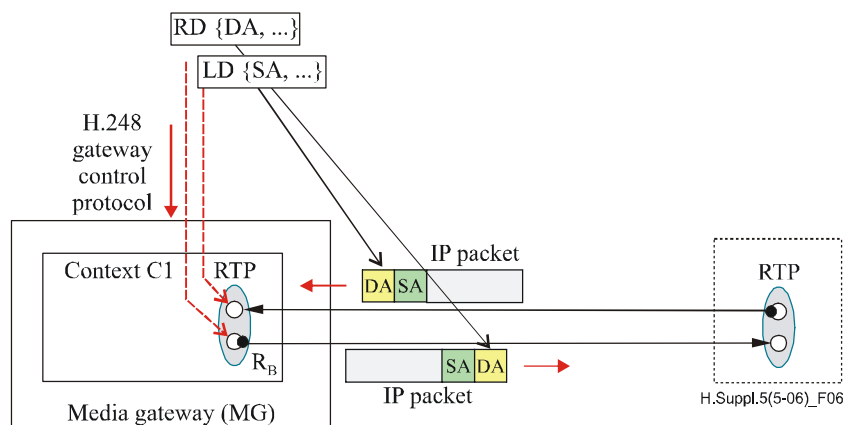 RD {DA, ...}
LD {SA, ...}
H.248
gateway
control
protocol
IP packet
Context C1
RTP
RTP
DA SA
R_B
SA DA
IP packet
Media gateway (MG)
H.Suppl.5(5-06)_F06